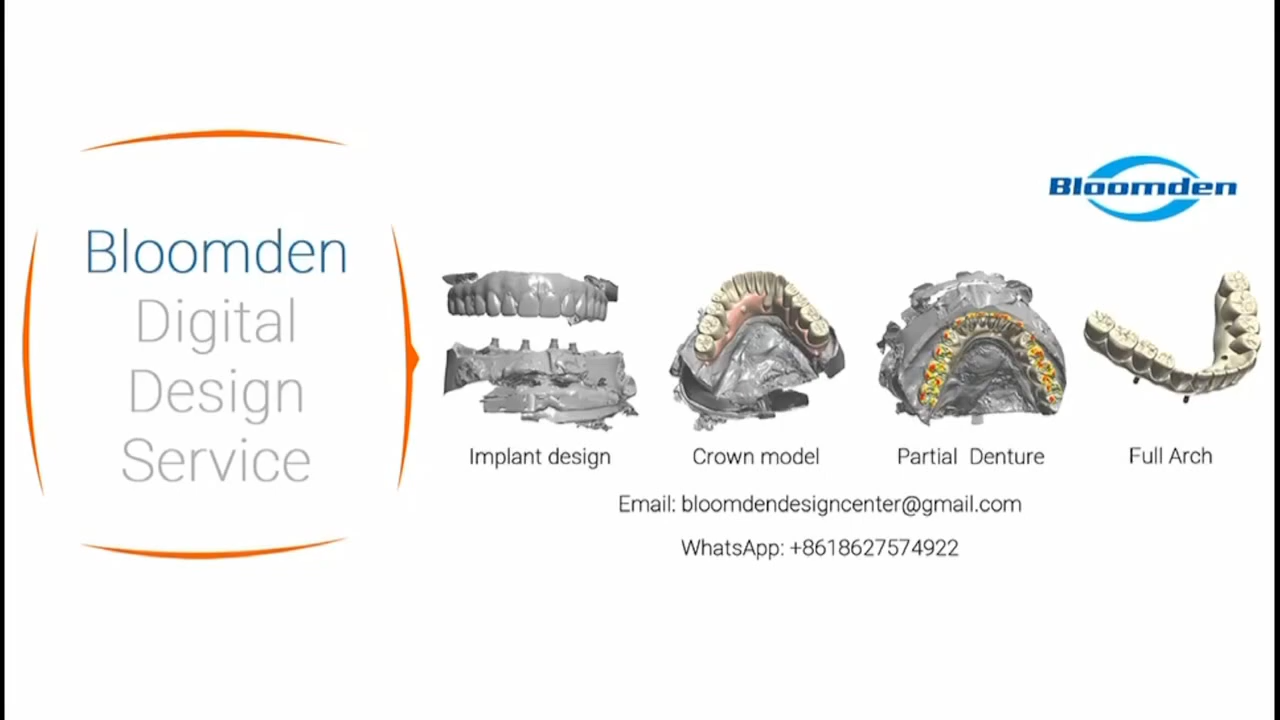 Bloomden
Digital
Design
Service
Bloomden
Implant design
Crown model
Partial Denture
Full Arch
Email: bloomdendesigncenter@gmail.com
WhatsApp: +8618627574922